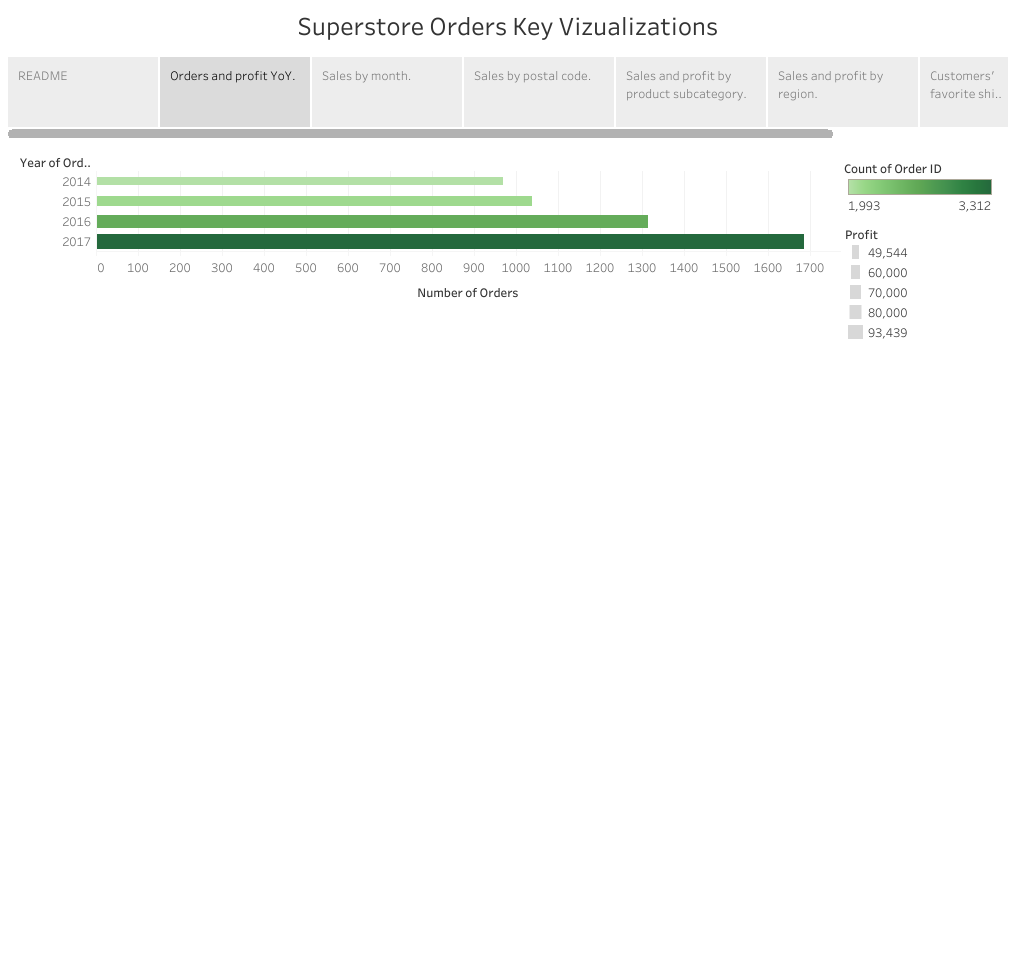 Superstore Orders Key Vizualizations
README
Orders and profit YoY.
Sales by month.
Sales by postal code.
Sales and profit by
product subcategory.
Sales and profit by
region.
Customers'
favorite shi..
Year of Ord..
2014
2015
2016
2017
0 100 200 300 400 500 600 700 800 900 1000 1100 1200 1300 1400 1500 1600 1700
Number of Orders
Count of Order ID
1,993 3,312
Profit
49,544
60,000
70,000
80,000
93,439